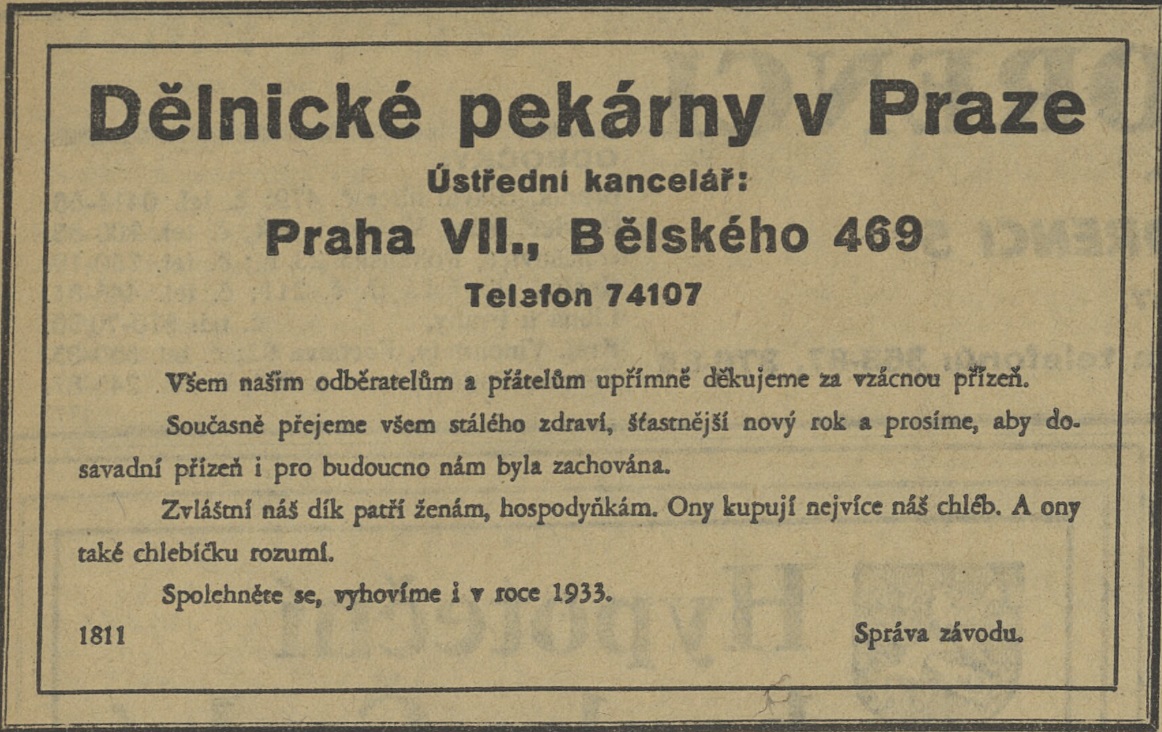 Dělnické pekárny v Praze
Ústřední kancelář:
Praha VII., Bělského 469
Telefon 74107
Všem našim odběratelům a přátelům upřímně děkujeme za vzácnou přízeň.
Současně přejeme všem stálého zdraví, šťastnější nový rok a prosíme, aby do-
savadní přízeň i pro budoucno nám byla zachována.
Zvláštní náš dík patří ženám, hospodyňkám. Ony kupují nejvíce náš chléb. A ony
také chlebíčku rozumí.
Spolehněte se, vyhovíme i v roce 1933.
1811
Správa závodu.